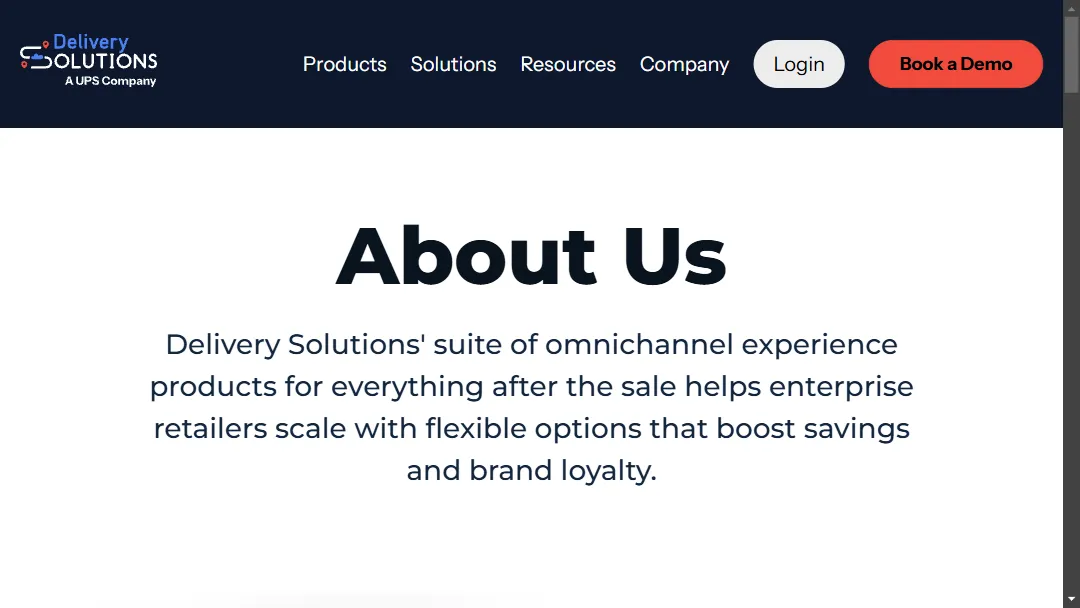 Delivery
SOLUTIONS
A UPS Company
Products
Solutions
Resources
Company
Login
Book a Demo
About Us
Delivery Solutions' suite of omnichannel experience
products for everything after the sale helps enterprise
retailers scale with flexible options that boost savings
and brand loyalty.